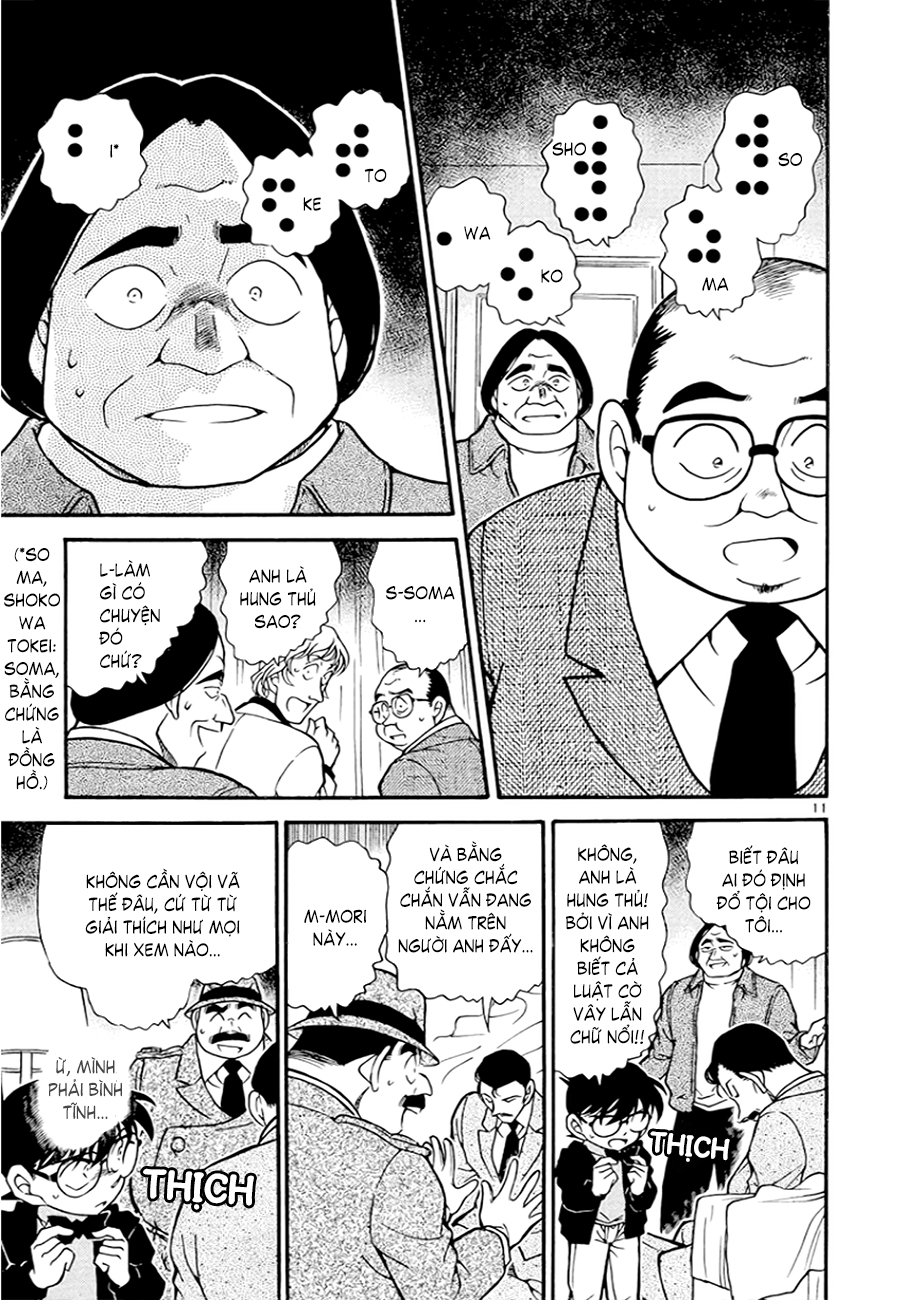 SO
MA
SHO
KO
WA
TO
KE
I*
S-SOMA
...
ANH LÀ
HUNG THỦ
SAO?
L-LÀM
GÌ CÓ
CHUYỆN
ĐÓ
CHỨ?
(*SO
MA,
SHOKO
WA
TOKEI:
SOMA,
BẰNG
CHỨNG
LÀ
ĐỒNG
HỒ.)
11
BIẾT ĐÂU
AI ĐÓ ĐỊNH
ĐỔ TỘI CHO
TÔI...
KHÔNG,
ANH LÀ
HUNG THỦ!
BỞI VÌ ANH
KHÔNG
BIẾT CẢ
LUẬT CỜ
VÂY LẪN
CHỮ NỔI!!
THỊCH
VÀ BẰNG
CHỨNG CHẮC
CHẮN VẪN ĐANG
NẰM TRÊN
NGƯỜI ANH ĐẤY...
M-MORI
NÀY...
KHÔNG CẦN VỘI VÃ
THẾ ĐÂU, CỨ TỪ TỪ
GIẢI THÍCH NHƯ MỌI
KHI XEM NÀO...
Ừ, MÌNH
PHẢI BÌNH
TĨNH...
THỊCH